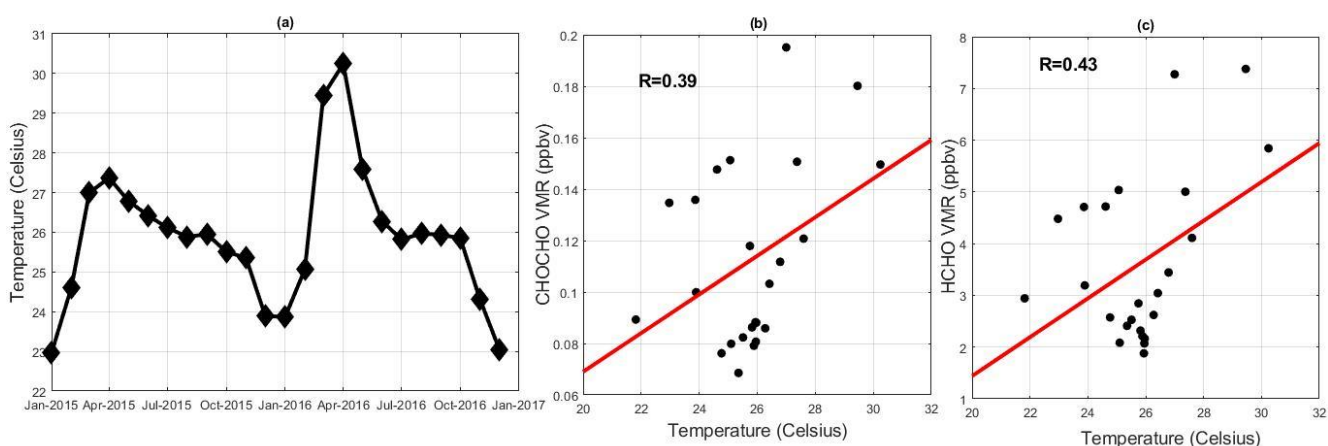 (a)
31
30
29
28
27
26
25
24
23
22
Temperature (Celsius)
Jan-2015 Apr-2015 Jul-2015 Oct-2015 Jan-2016 Apr-2016 Jul-2016 Oct-2016 Jan-2017
(b)
0.2
0.18
0.16
0.14
0.12
0.1
0.08
0.06
CHOCHO VMR (ppbv)
R=0.39
20 22 24 26 28 30 32
Temperature (Celsius)
(c)
8
7
6
5
4
3
2
1
HCHO VMR (ppbv)
R=0.43
20 22 24 26 28 30 32
Temperature (Celsius)